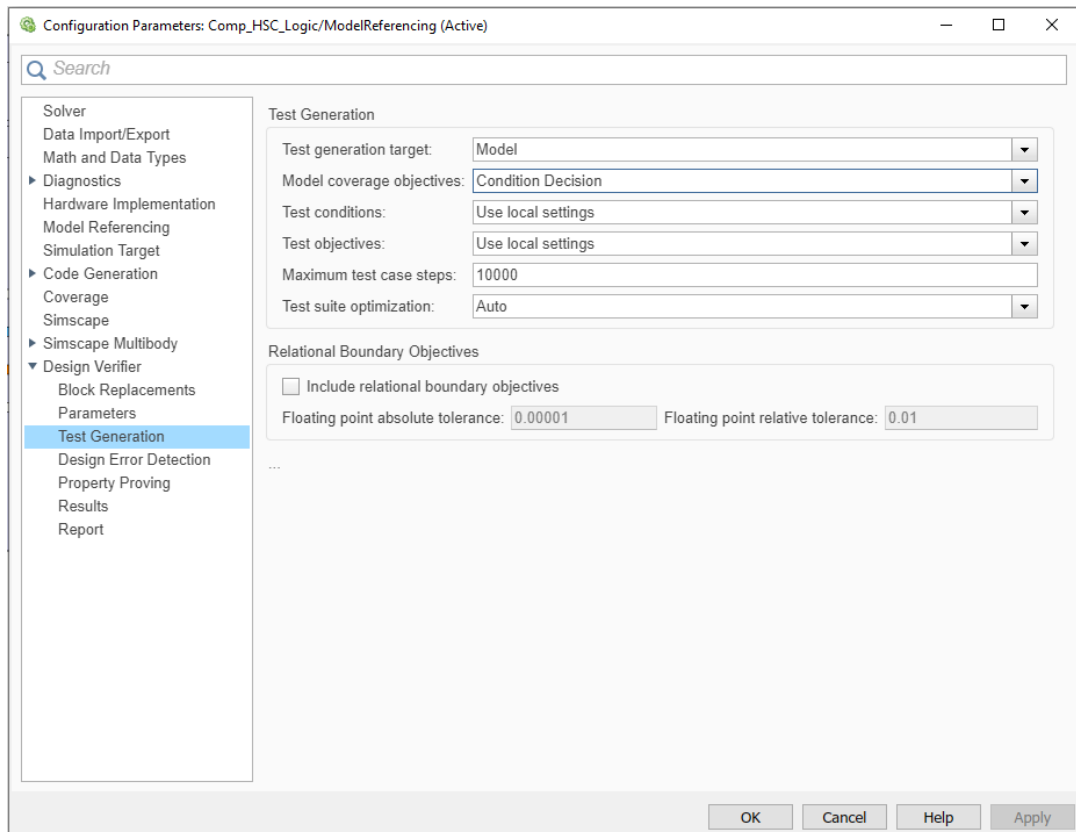 Configuration Parameters: Comp_HSC_Logic/ModelReferencing (Active)
Search
Solver
Data Import/Export
Math and Data Types
Diagnostics
Hardware Implementation
Model Referencing
Simulation Target
Code Generation
Coverage
Simscape
Simscape Multibody
Design Verifier
Block Replacements
Parameters
Test Generation
Design Error Detection
Property Proving
Results
Report
Test Generation
Test generation target: Model
Model coverage objectives: Condition Decision
Test conditions: Use local settings
Test objectives: Use local settings
Maximum test case steps: 10000
Test suite optimization: Auto
Relational Boundary Objectives
Include relational boundary objectives
Floating point absolute tolerance: 0.00001 Floating point relative tolerance: 0.01
...
OK Cancel Help Apply